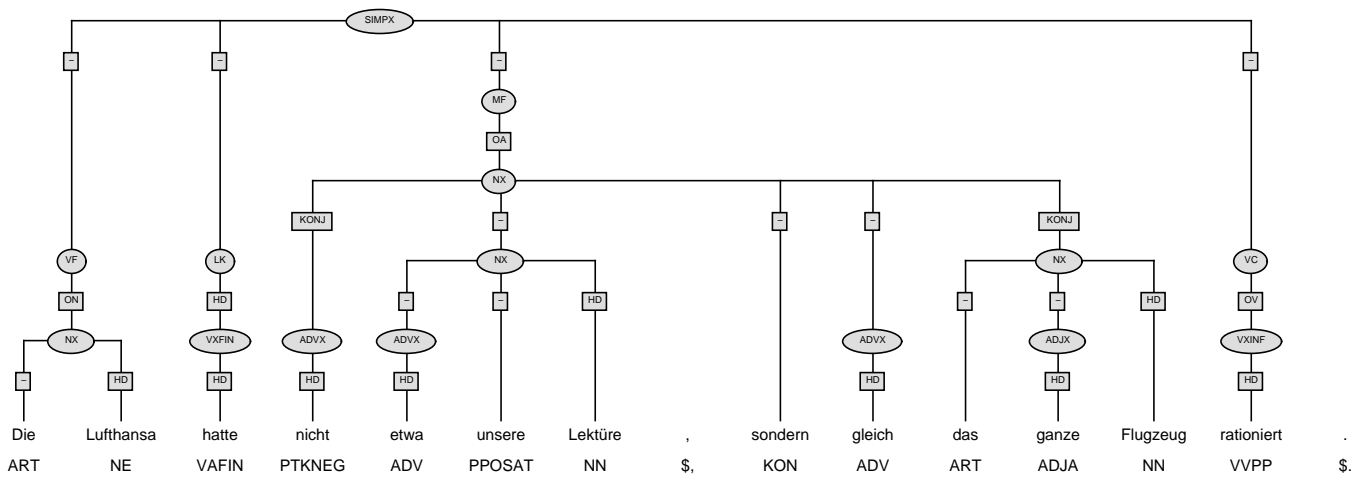 SIMPX
– – – –
MF
OA
NX
KONJ – – – KONJ
VF LK NX NX VC
ON HD – – HD – – HD OV
NX VXFIN ADVX ADVX ADVX ADJX VXINF
– HD HD HD HD HD HD HD
Die Lufthansa hatte nicht etwa unsere Lektüre , sondern gleich das ganze Flugzeug rationiert .
ART NE VAFIN PTKNEG ADV PPOSAT NN $, KON ADV ART ADJA NN VVPP $.